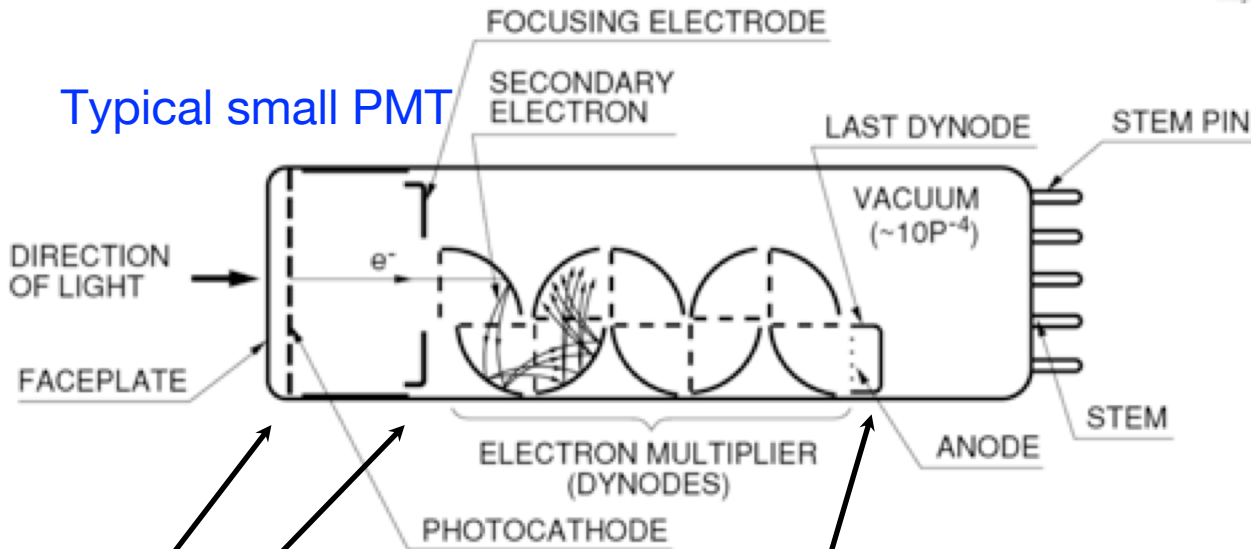 FOCUSING ELECTRODE
Typical small PMT
SECONDARY
ELECTRON
LAST DYNODE
STEM PIN
VACUUM
(~10P⁻⁴)
DIRECTION
OF LIGHT
e⁻
FACEPLATE
STEM
ANODE
ELECTRON MULTIPLIER
(DYNODES)
PHOTOCATHODE